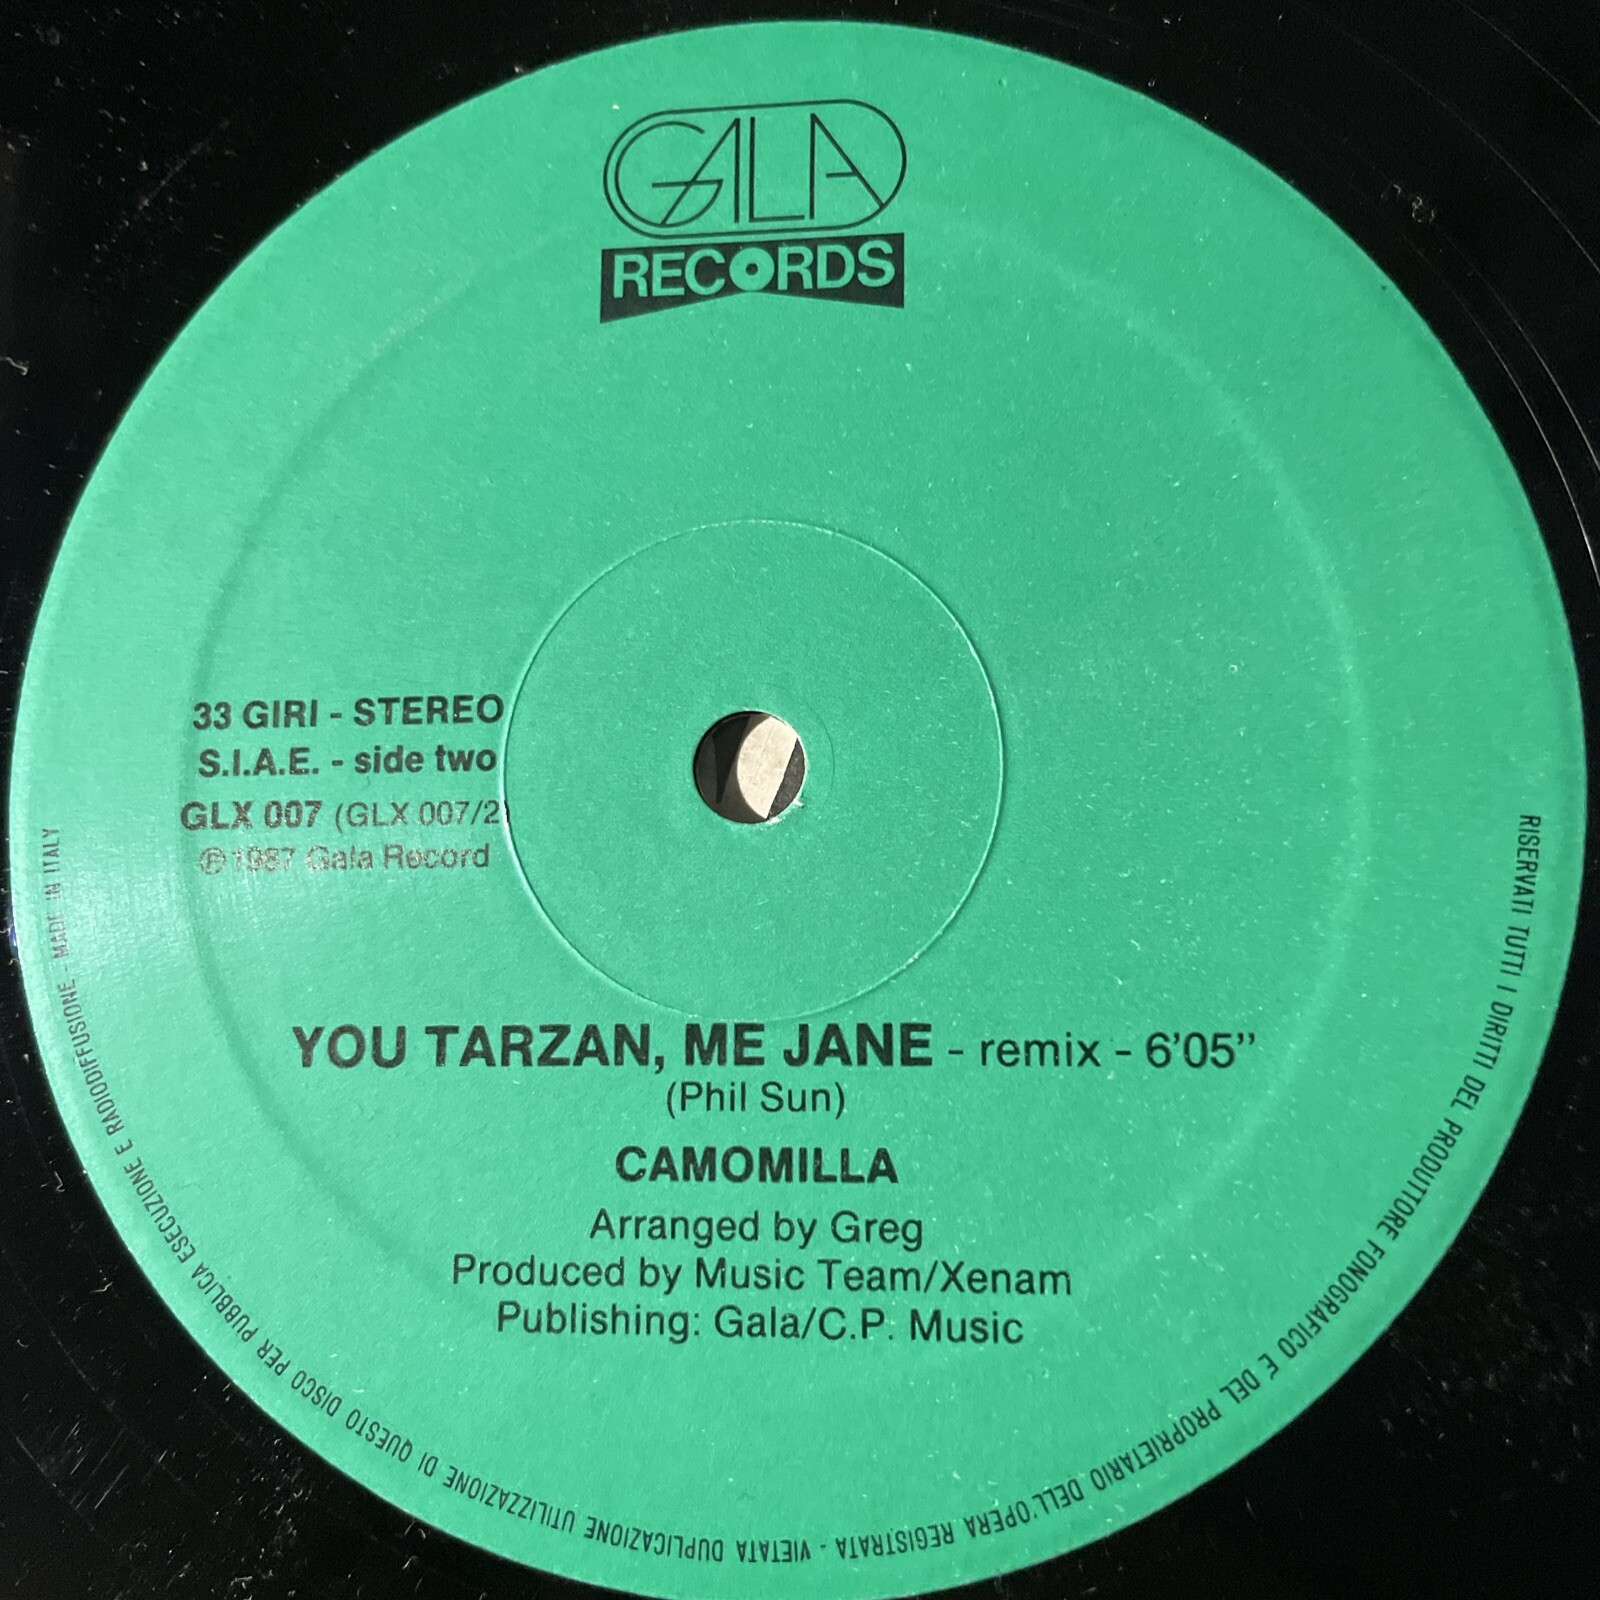 GALA
RECORDS
33 GIRI - STEREO
S.I.A.E. - side two
GLX 007 (GLX 007/2
℗ 1987 Gala Record
YOU TARZAN, ME JANE - remix - 6'05"
(Phil Sun)
CAMOMILLA
Arranged by Greg
Produced by Music Team/Xenam
Publishing: Gala/C.P. Music
RISERVATI TUTTI I DIRITTI DEL PRODUTTORE FONOGRAFICO E DEL PROPRIETARIO DELL'OPERA REGISTRATA - VIETATA DUPLICAZIONE UTILIZZAZIONE DI QUESTO DISCO PER PUBBLICA ESECUZIONE E RADIODIFFUSIONE - MADE IN ITALY